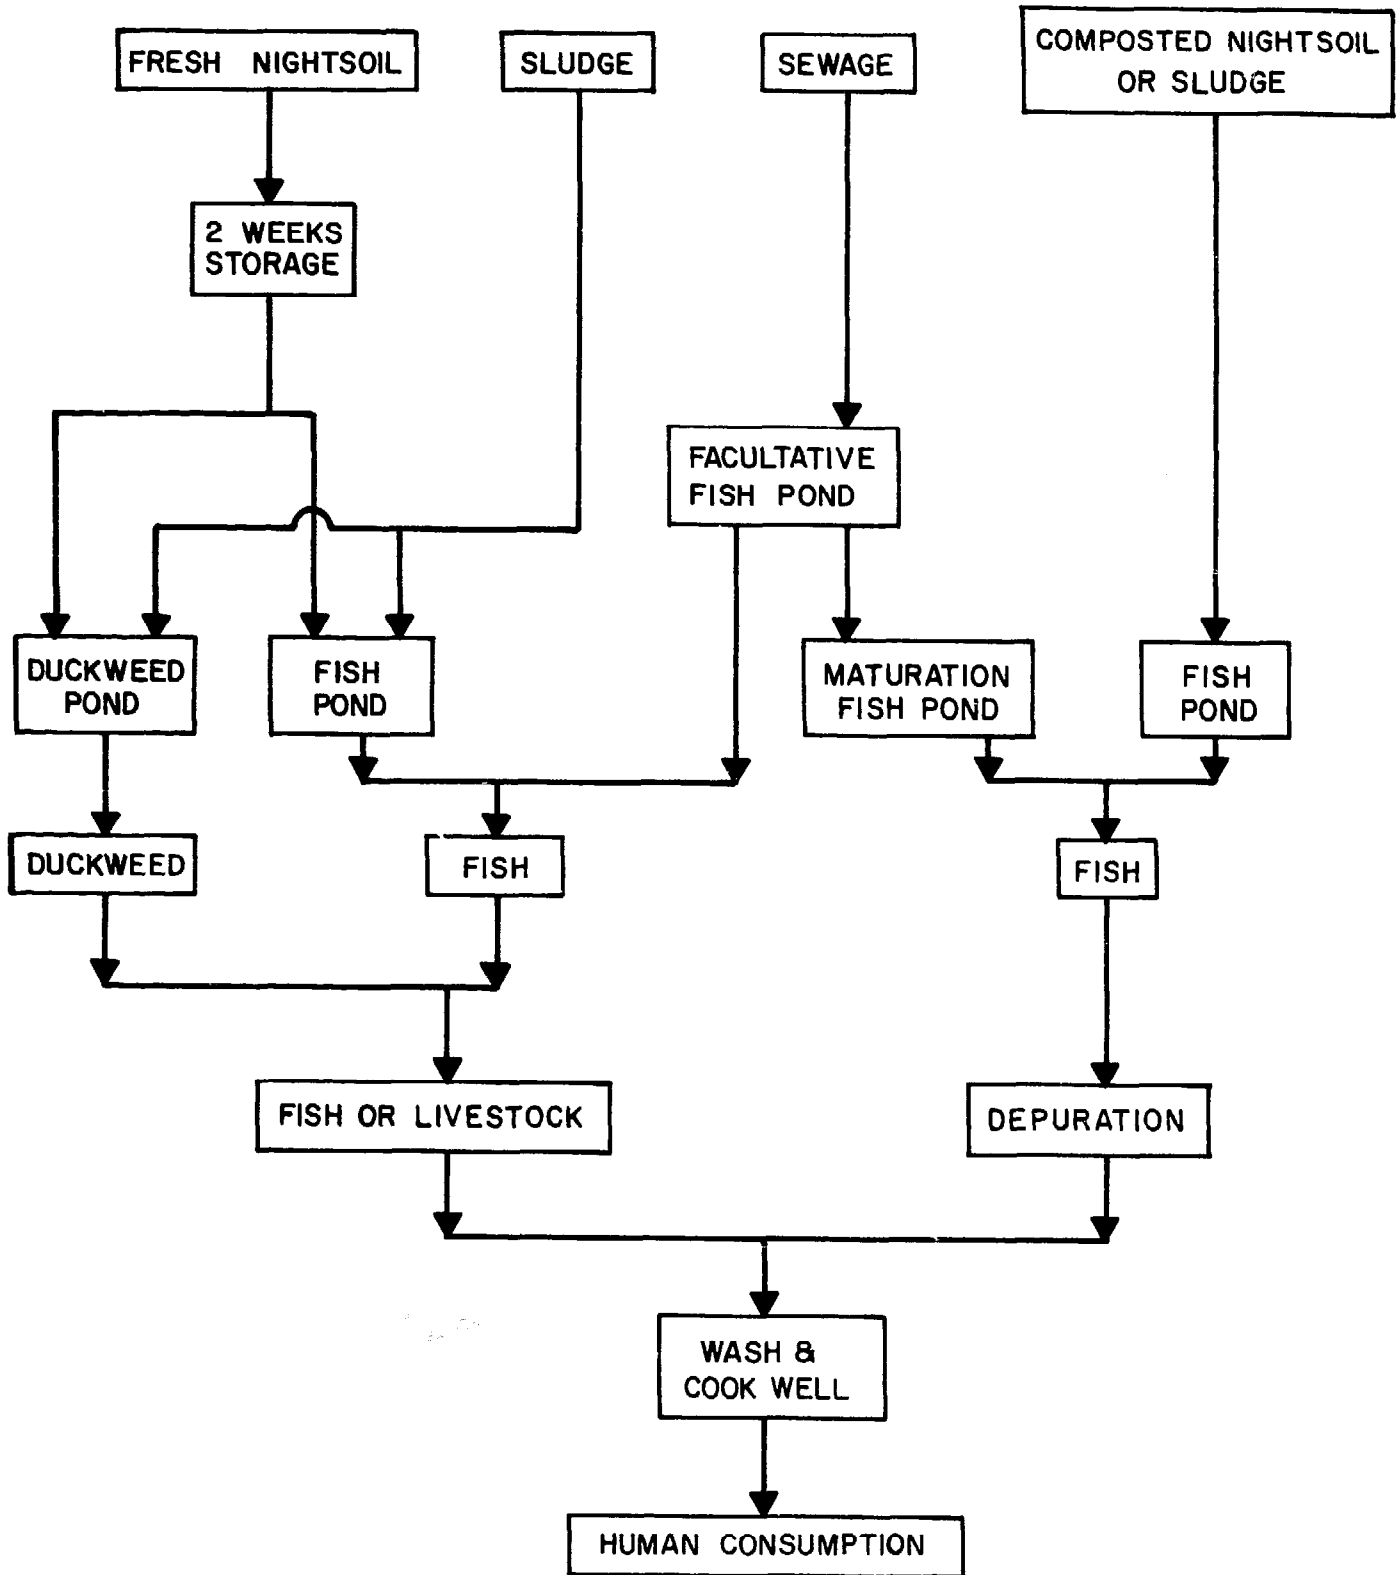 FRESH NIGHTSOIL
SLUDGE
SEWAGE
COMPOSTED NIGHTSOIL
OR SLUDGE
2 WEEKS
STORAGE
FACULTATIVE
FISH POND
DUCKWEED
POND
FISH
POND
MATURATION
FISH POND
FISH
POND
DUCKWEED
FISH
FISH
FISH OR LIVESTOCK
DEPURATION
WASH &
COOK WELL
HUMAN CONSUMPTION